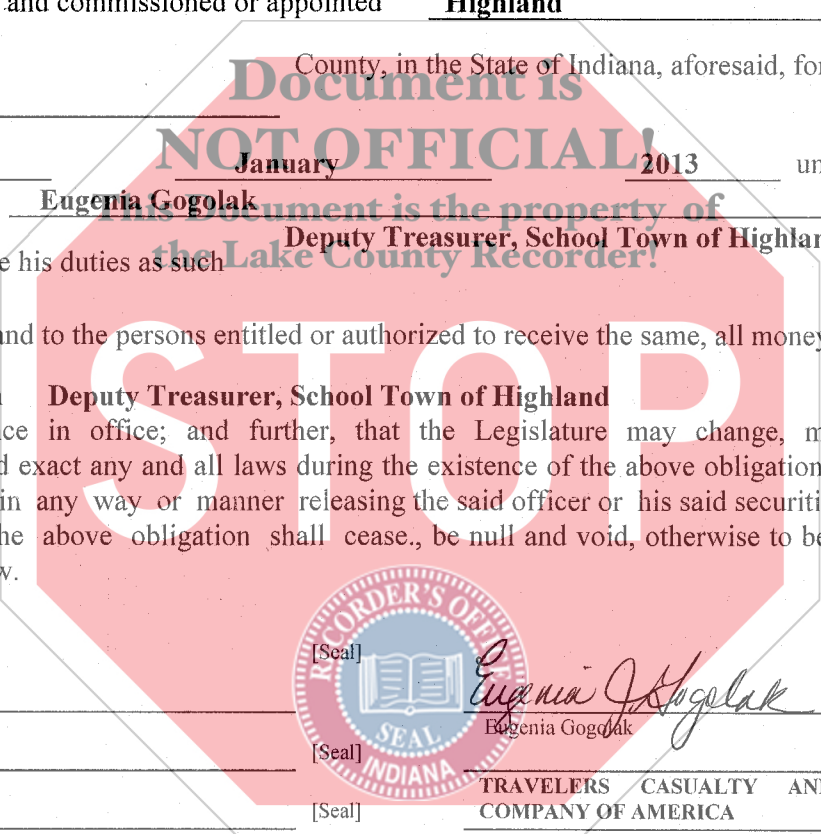 and commissioned or appointed Highland
County, in the State of Indiana, aforesaid, for
Document is
NOT OFFICIAL!
January 2013 un
Eugenia Gogolak
This Document is the property of
Deputy Treasurer, School Town of Highlan
e his duties as such
the Lake County Recorder!
and to the persons entitled or authorized to receive the same, all money
STOP
Deputy Treasurer, School Town of Highland
ce in office; and further, that the Legislature may change, m
d exact any and all laws during the existence of the above obligation
in any way or manner releasing the said officer or his said securiti
he above obligation shall cease., be null and void, otherwise to be
w.
RECORDER'S OFFICE
SEAL
INDIANA
[Seal]
Eugenia J Gogolak
Eugenia Gogolak
[Seal]
TRAVELERS CASUALTY AND
[Seal]
COMPANY OF AMERICA